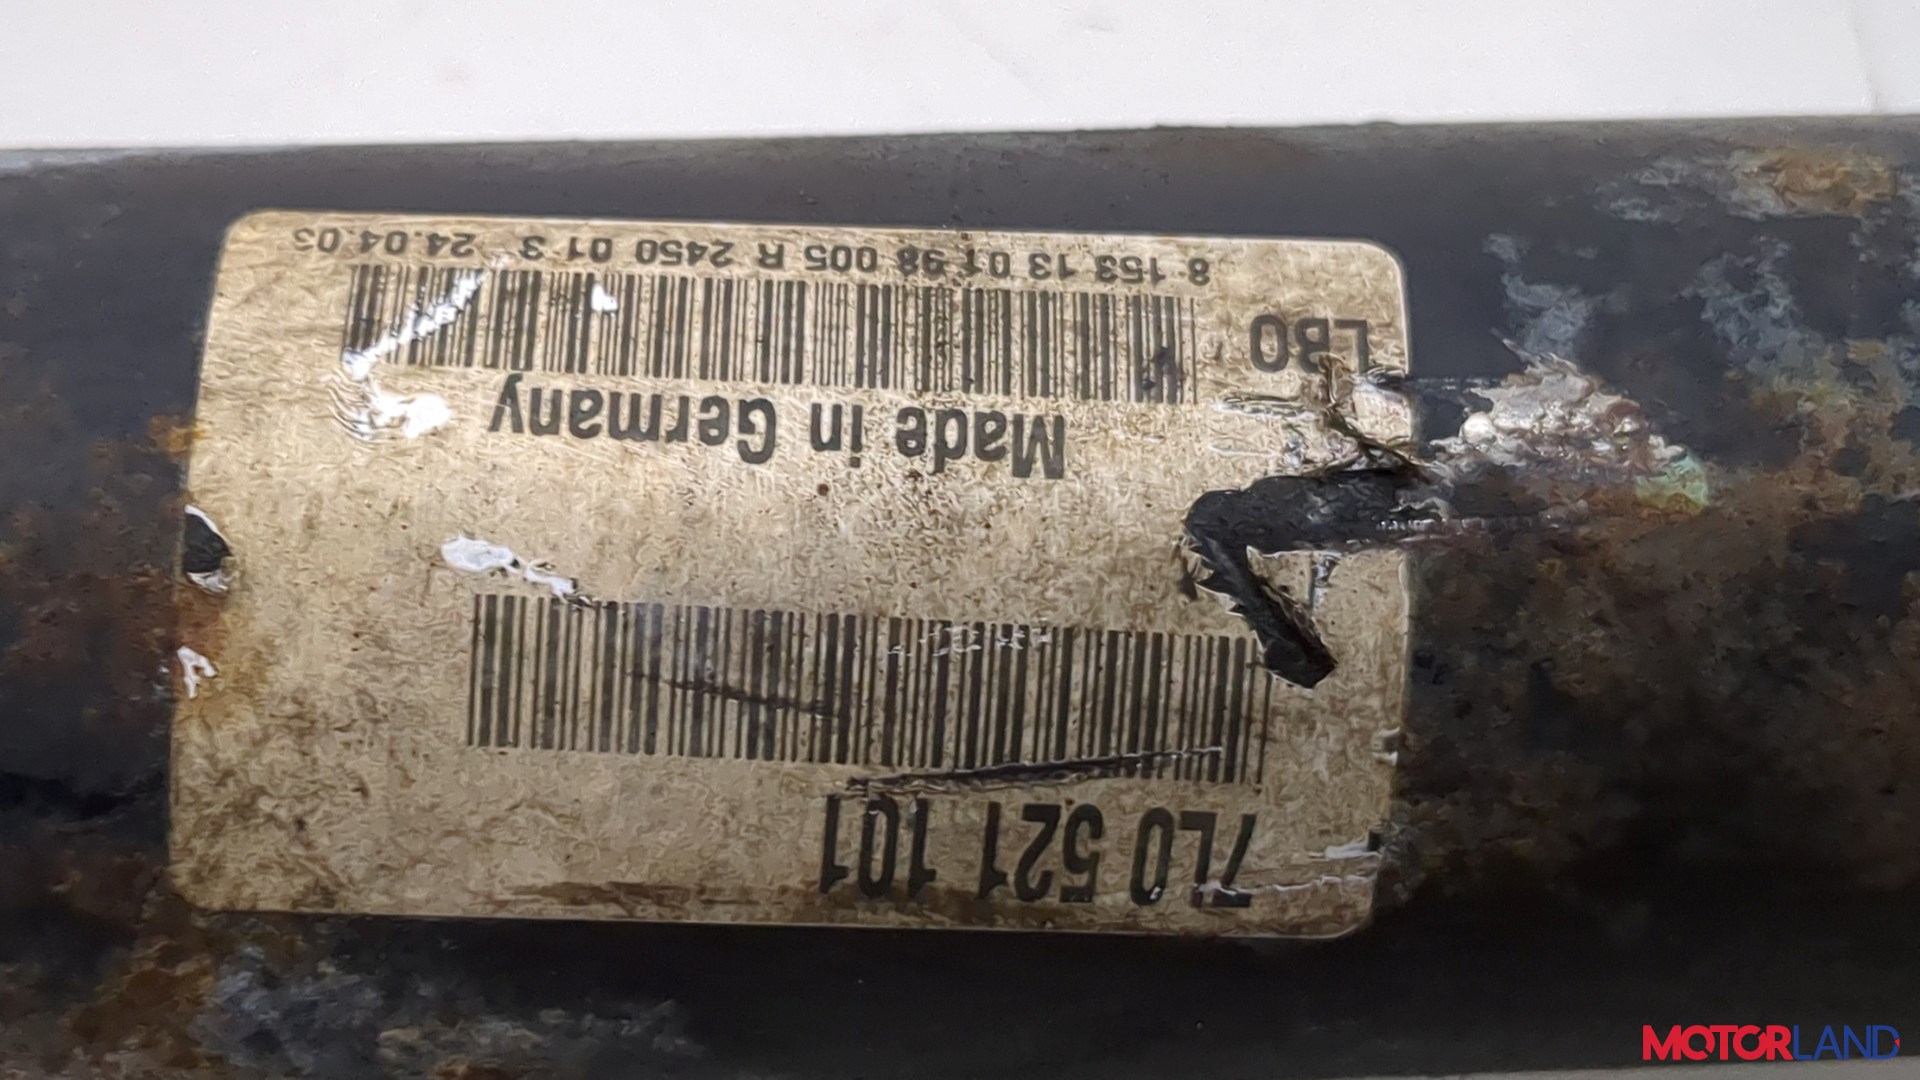 7L0 521 101
Made in Germany
LBO
8 153 13 01 98 005 R 2450 01 3 24.04.03
MOTORLAND